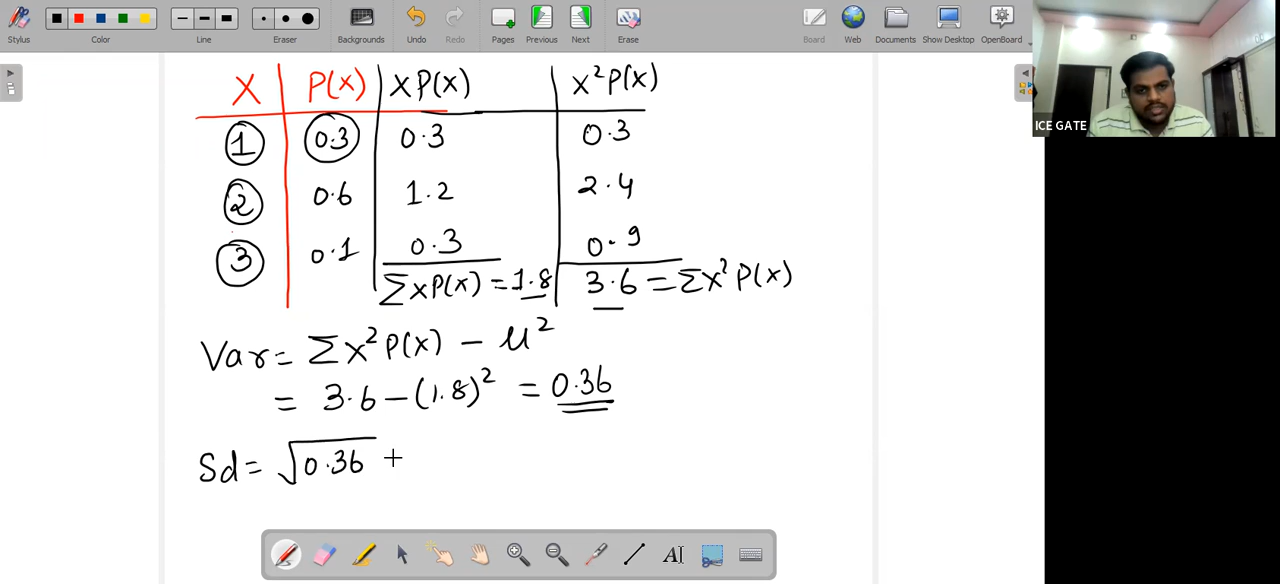 Stylus Color Line Eraser Backgrounds Undo Redo Pages Previous Next Erase Board Web Documents Show Desktop OpenBoard
X P(x) XP(x) X²P(x)
1 0.3 0.3 0.3
2 0.6 1.2 2.4
3 0.1 0.3 0.9
ΣXP(x) = 1.8 3.6 = ΣX²P(x)
Var = ΣX²P(x) - μ²
= 3.6 - (1.8)² = 0.36
Sd = √0.36
ICE GATE